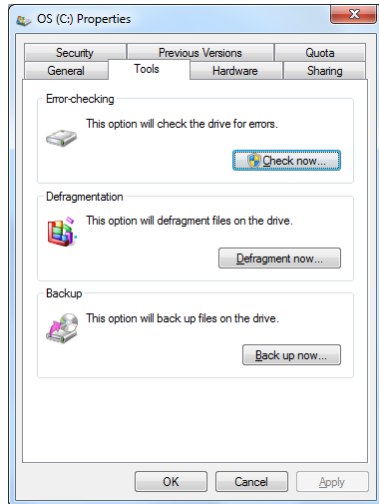 OS (C:) Properties
Security Previous Versions Quota
General Tools Hardware Sharing
Error-checking
This option will check the drive for errors.
Check now...
Defragmentation
This option will defragment files on the drive.
Defragment now...
Backup
This option will back up files on the drive.
Back up now...
OK Cancel Apply